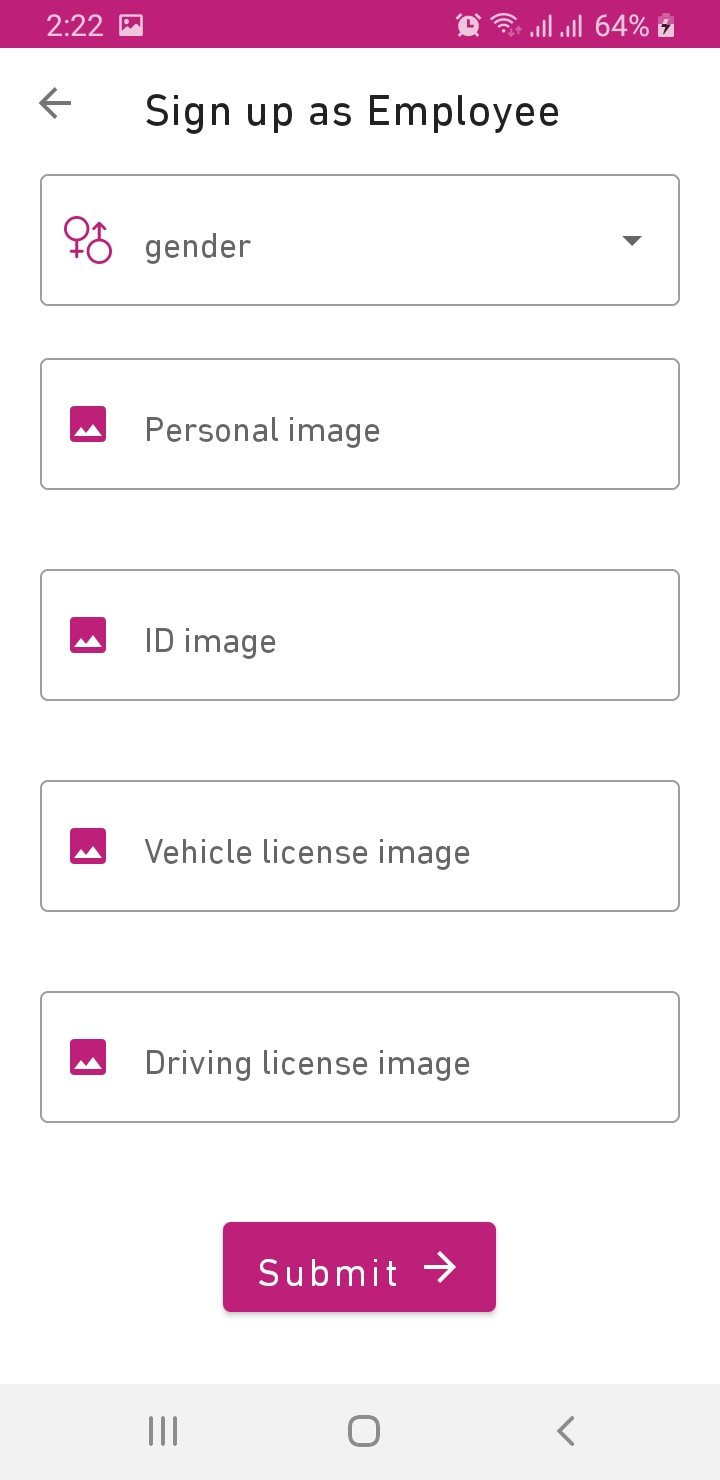 2:22 64%
Sign up as Employee
gender
Personal image
ID image
Vehicle license image
Driving license image
Submit